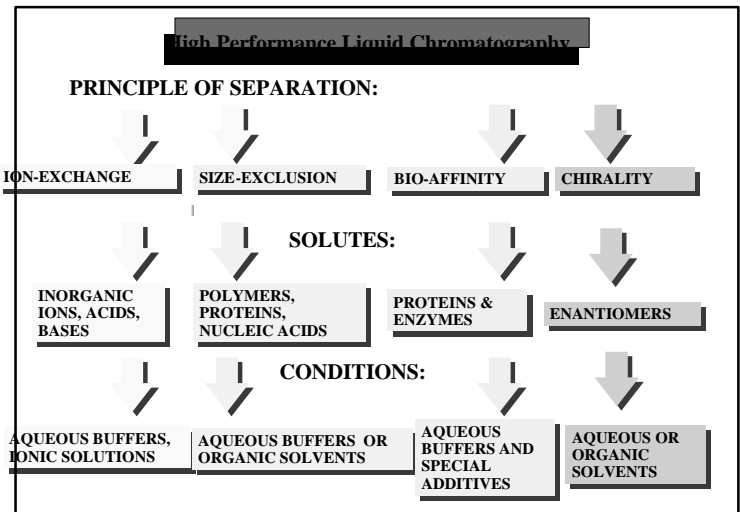 High Performance Liquid Chromatography
PRINCIPLE OF SEPARATION:
ION-EXCHANGE
SIZE-EXCLUSION
BIO-AFFINITY
CHIRALITY
SOLUTES:
INORGANIC
IONS, ACIDS,
BASES
POLYMERS,
PROTEINS,
NUCLEIC ACIDS
PROTEINS &
ENZYMES
ENANTIOMERS
CONDITIONS:
AQUEOUS BUFFERS,
IONIC SOLUTIONS
AQUEOUS BUFFERS OR
ORGANIC SOLVENTS
AQUEOUS
BUFFERS AND
SPECIAL
ADDITIVES
AQUEOUS OR
ORGANIC
SOLVENTS